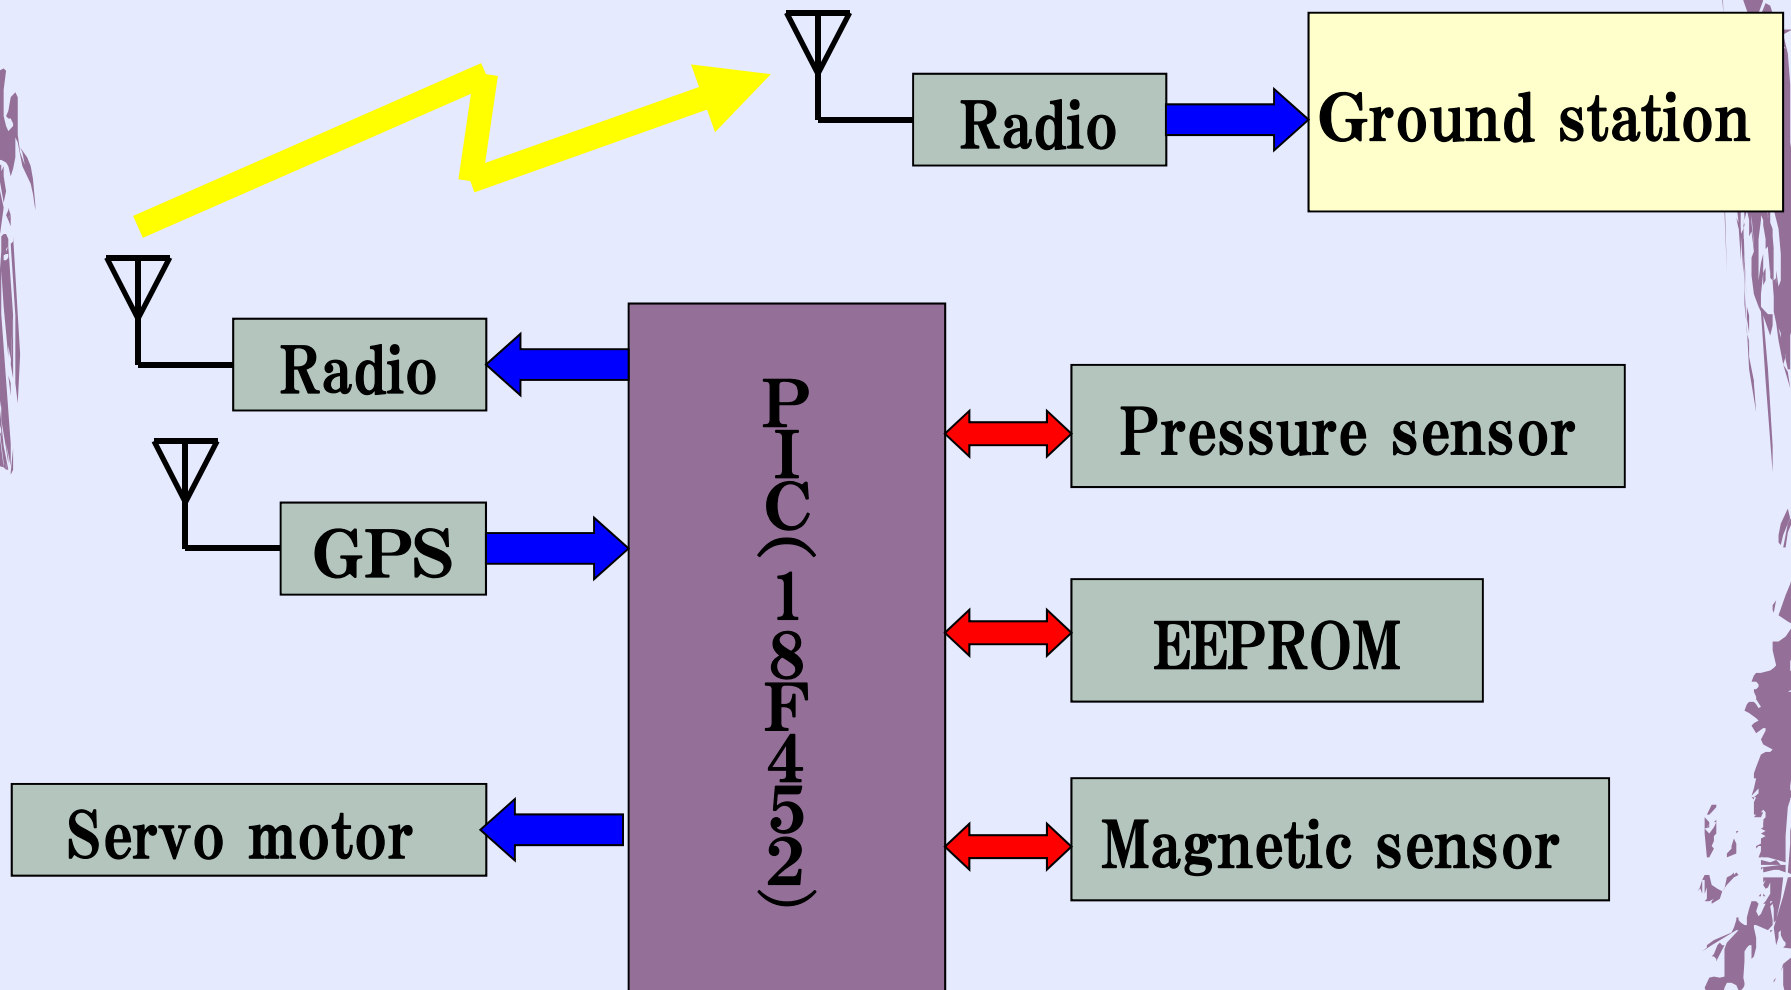 Radio
Ground station
Radio
GPS
Servo motor
PIC(18F452)
Pressure sensor
EEPROM
Magnetic sensor